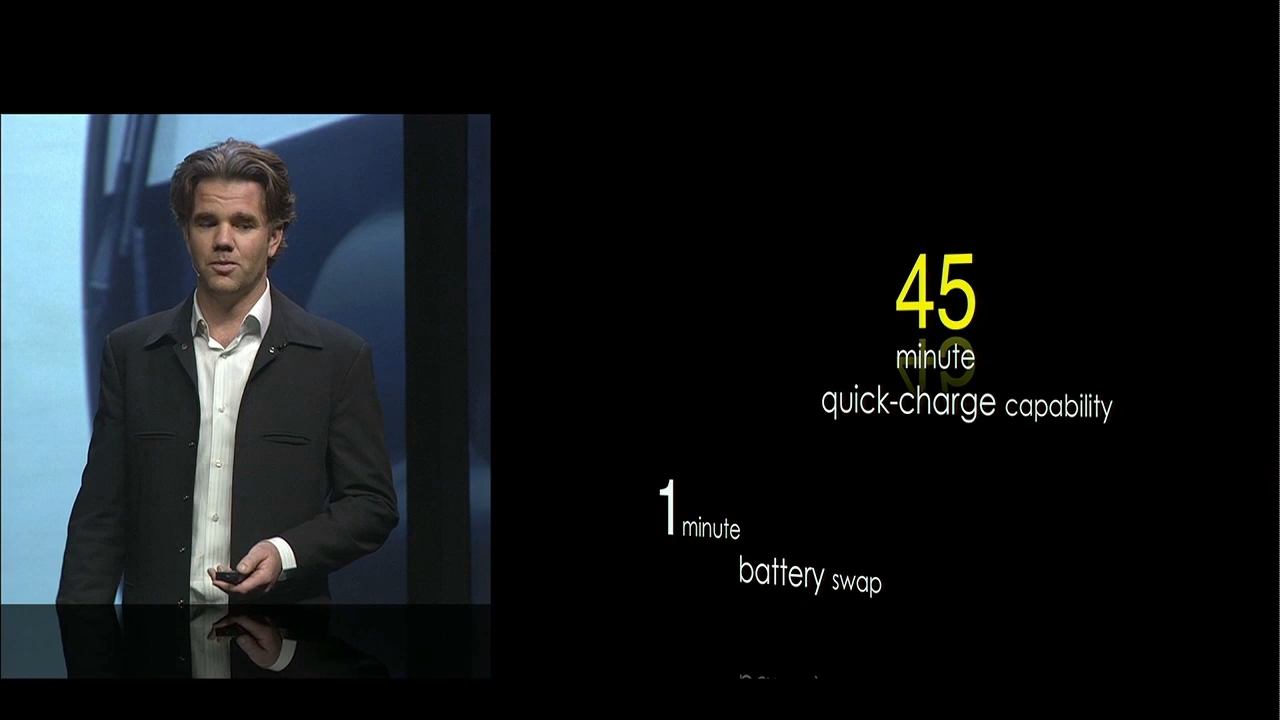 45
minute
quick-charge capability
1 minute
battery swap